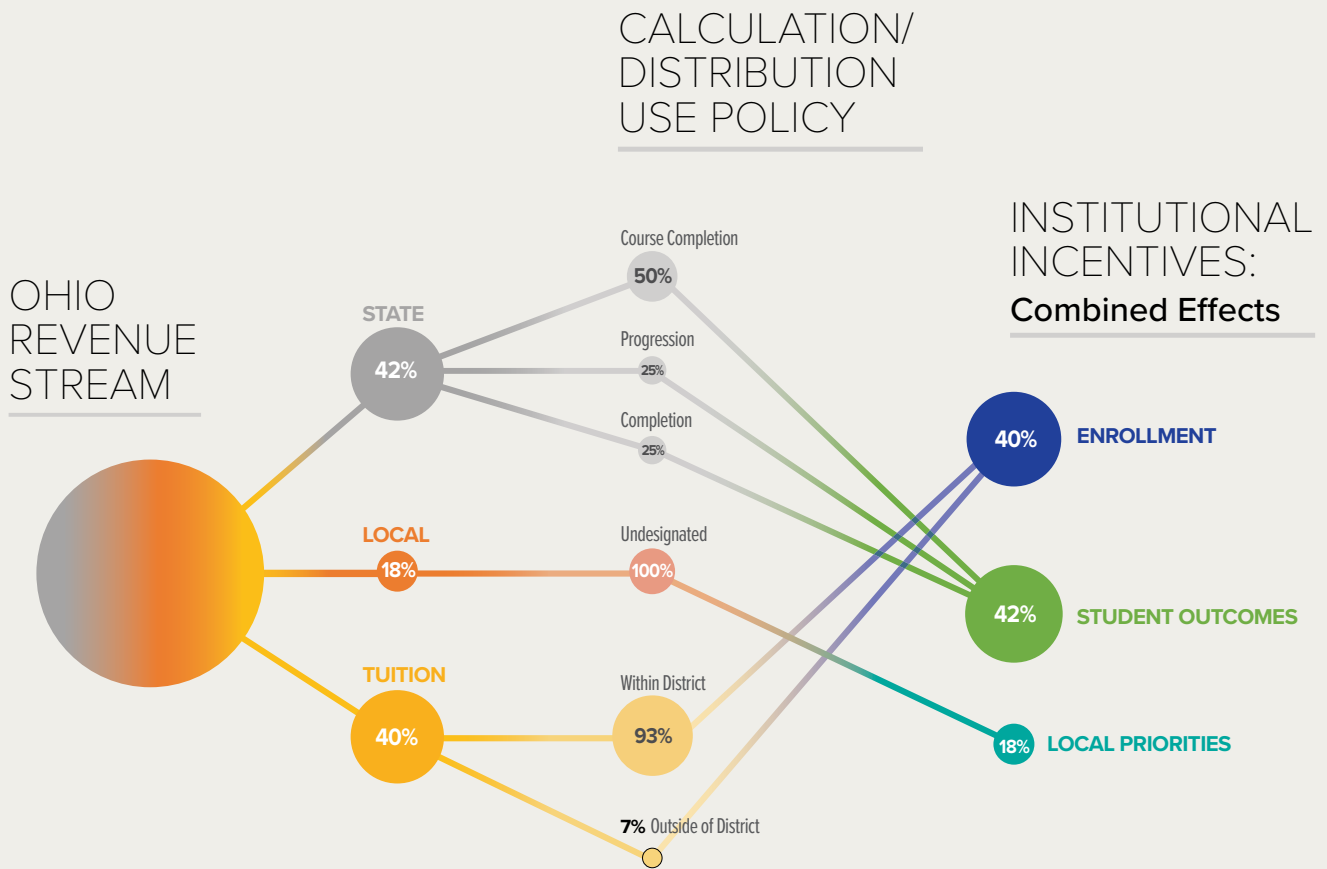 CALCULATION/
DISTRIBUTION
USE POLICY
INSTITUTIONAL
INCENTIVES:
Combined Effects
OHIO
REVENUE
STREAM
STATE
42%
LOCAL
18%
TUITION
40%
Course Completion
50%
Progression
25%
Completion
25%
Undesignated
100%
Within District
93%
7% Outside of District
40%
ENROLLMENT
42%
STUDENT OUTCOMES
18%
LOCAL PRIORITIES